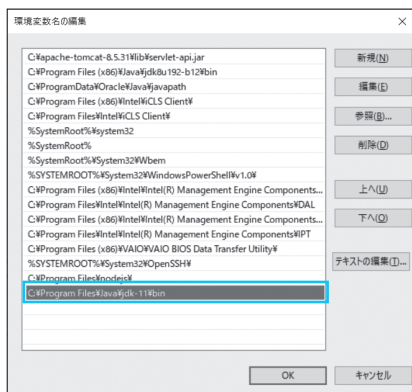 環境変数名の編集
C:¥apache-tomcat-8.5.31¥lib¥servlet-api.jar
C:¥Program Files (x86)¥Java¥jdk8u192-b12¥bin
C:¥ProgramData¥Oracle¥Java¥javapath
C:¥Program Files (x86)¥Intel¥iCLS Client¥
C:¥Program Files¥Intel¥iCLS Client¥
%SystemRoot%¥system32
%SystemRoot%
%SystemRoot%¥System32¥Wbem
%SYSTEMROOT%¥System32¥WindowsPowerShell¥v1.0¥
C:¥Program Files (x86)¥Intel¥Intel(R) Management Engine Components...
C:¥Program Files¥Intel¥Intel(R) Management Engine Components¥DAL
C:¥Program Files (x86)¥Intel¥Intel(R) Management Engine Components...
C:¥Program Files¥Intel¥Intel(R) Management Engine Components¥IPT
C:¥Program Files (x86)¥VAIO¥VAIO BIOS Data Transfer Utility¥
%SYSTEMROOT%¥System32¥OpenSSH¥
C:¥Program Files¥nodejs¥
C:¥Program Files¥Java¥jdk-11¥bin
新規(N)
編集(E)
参照(B)...
削除(D)
上へ(U)
下へ(O)
テキストの編集(T)...
OK
キャンセル